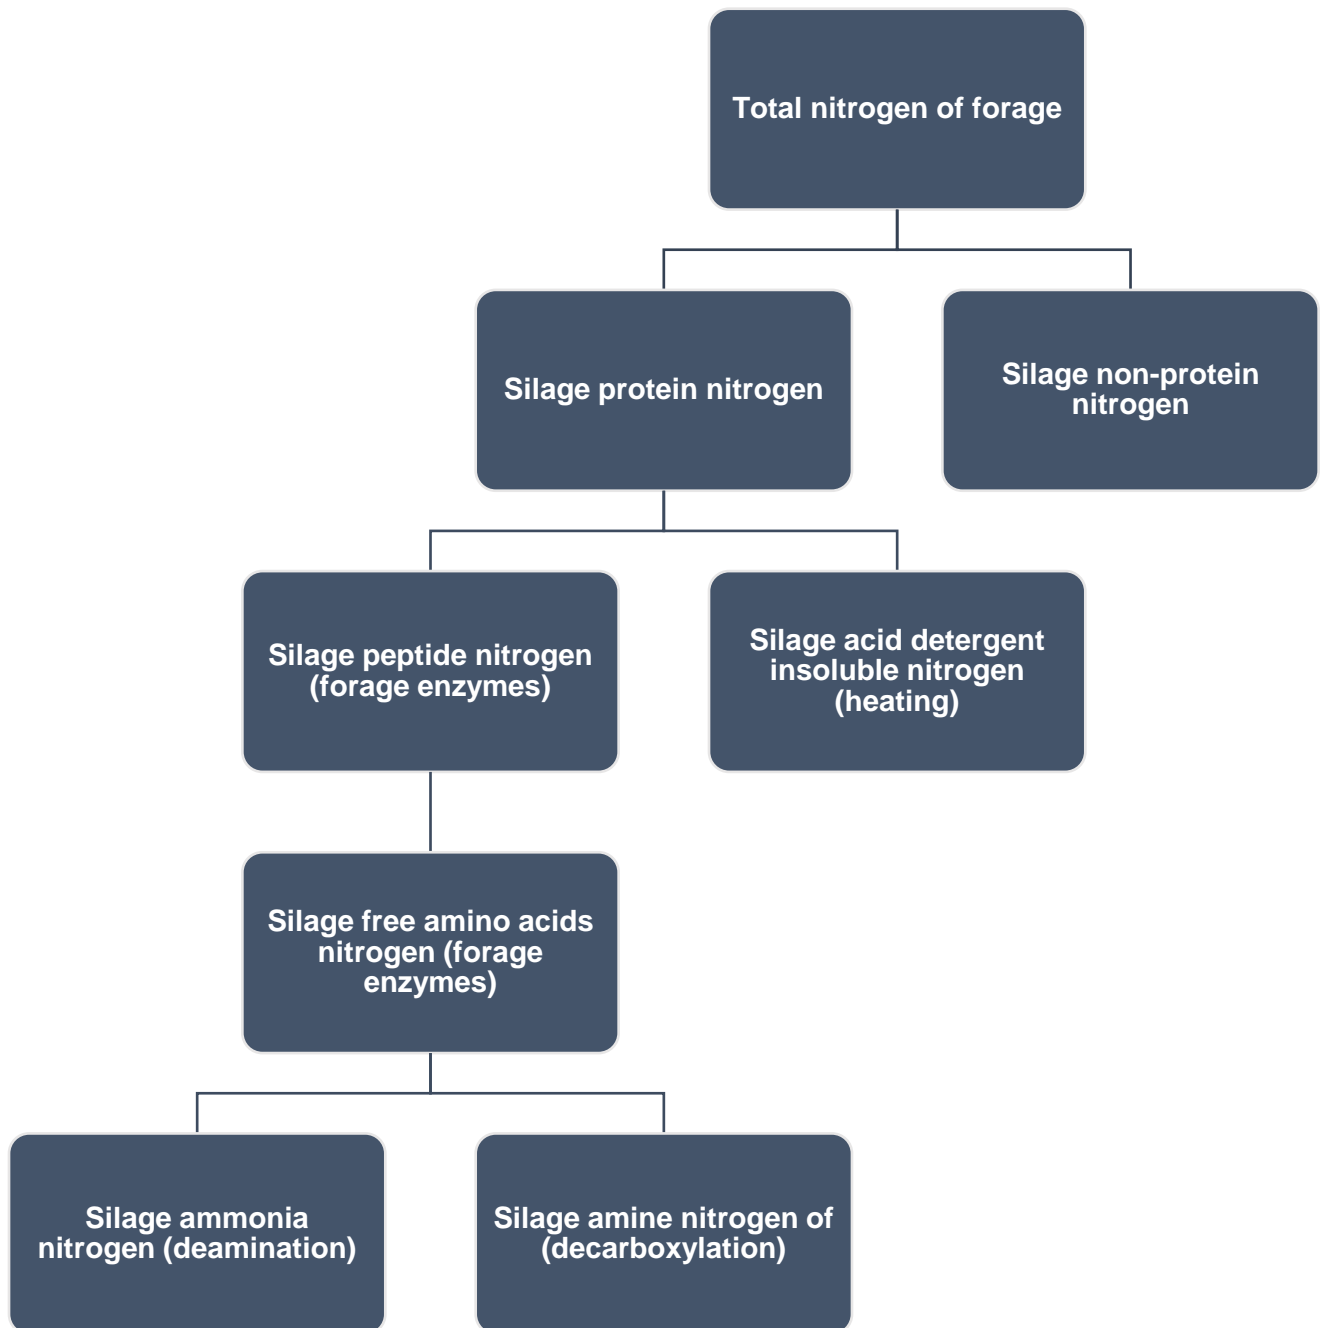 Total nitrogen of forage
Silage protein nitrogen
Silage non-protein
nitrogen
Silage peptide nitrogen
(forage enzymes)
Silage acid detergent
insoluble nitrogen
(heating)
Silage free amino acids
nitrogen (forage
enzymes)
Silage ammonia
nitrogen (deamination)
Silage amine nitrogen of
(decarboxylation)